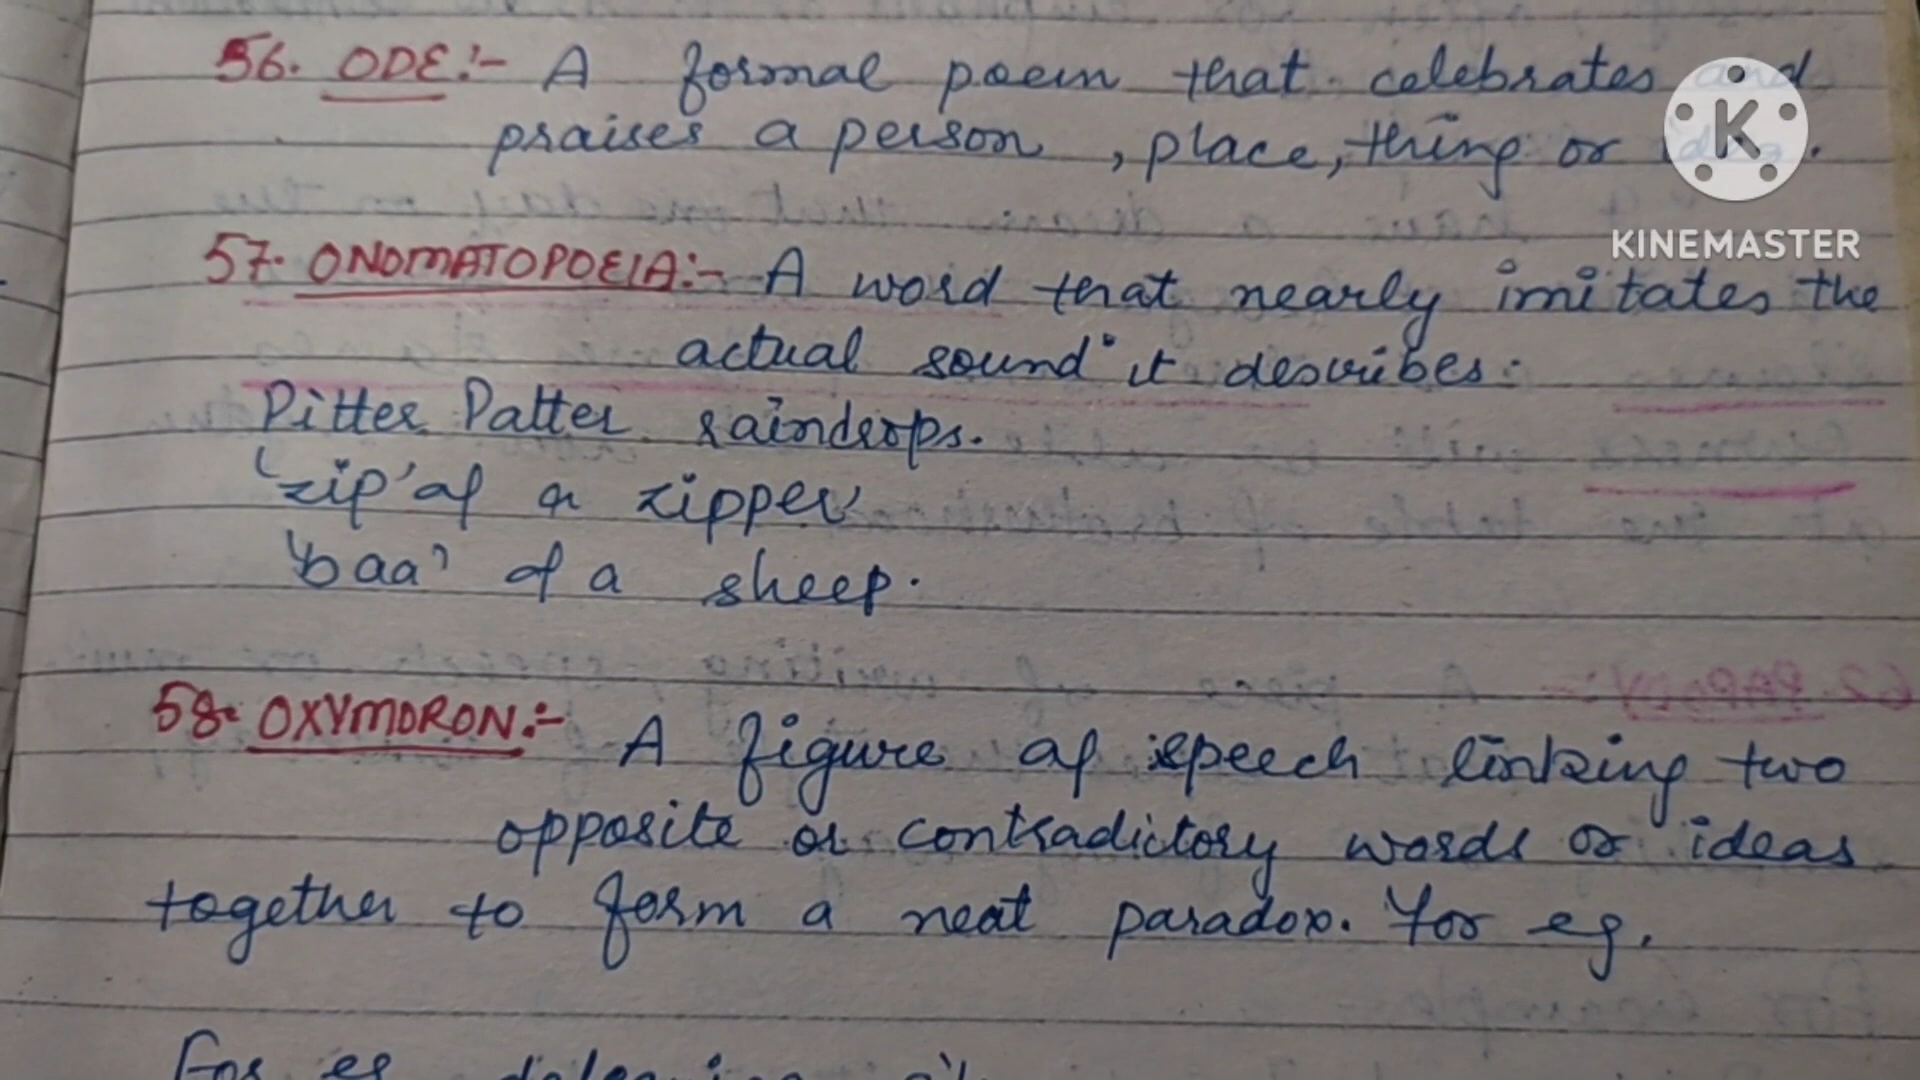 56. ODE:- A formal poem that celebrates and
praises a person, place, thing or idea.
57. ONOMATOPOEIA:- A word that nearly imitates the
actual sound it describes.
Pitter Patter raindrops.
'zip' of a zipper
'baa' of a sheep.
58. OXYMORON:- A figure of speech linking two
opposite or contradictory words or ideas
together to form a neat paradox. For eg.
For eg
KINEMASTER